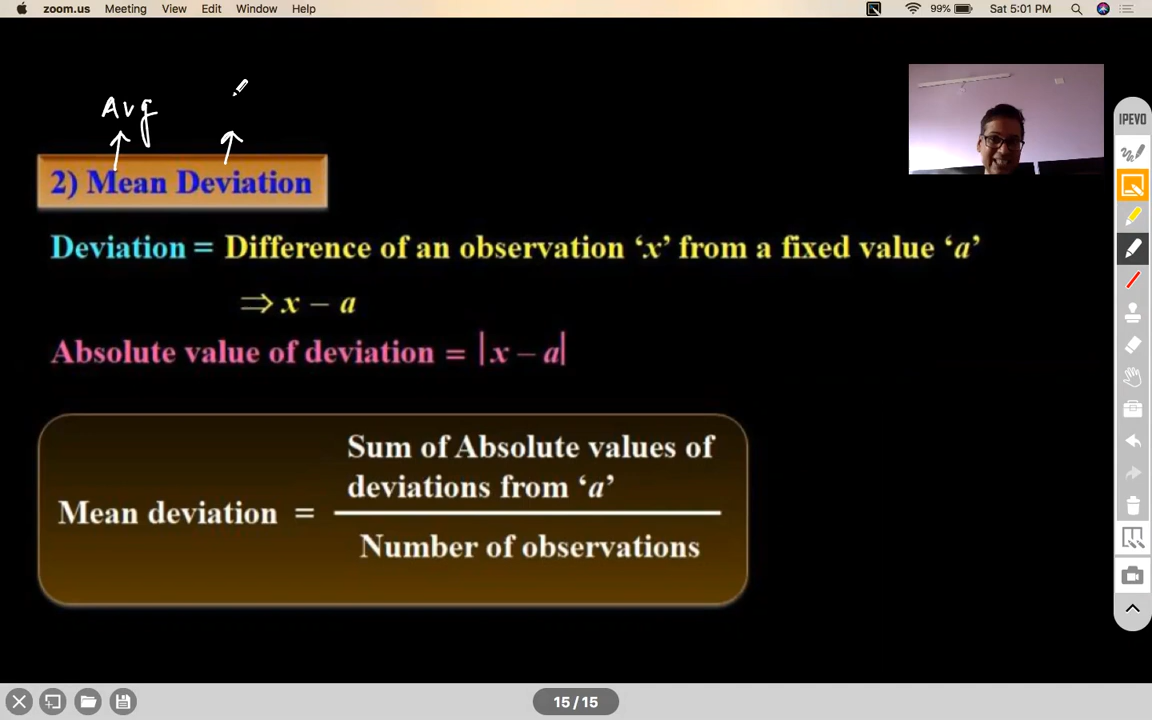 zoom.us Meeting View Edit Window Help 99% Sat 5:01 PM
Avg
IPEVO
2) Mean Deviation
Deviation = Difference of an observation ‘x’ from a fixed value ‘a’
⇒ x – a
Absolute value of deviation = |x – a|
Sum of Absolute values of
deviations from ‘a’
Mean deviation =
Number of observations
15 / 15